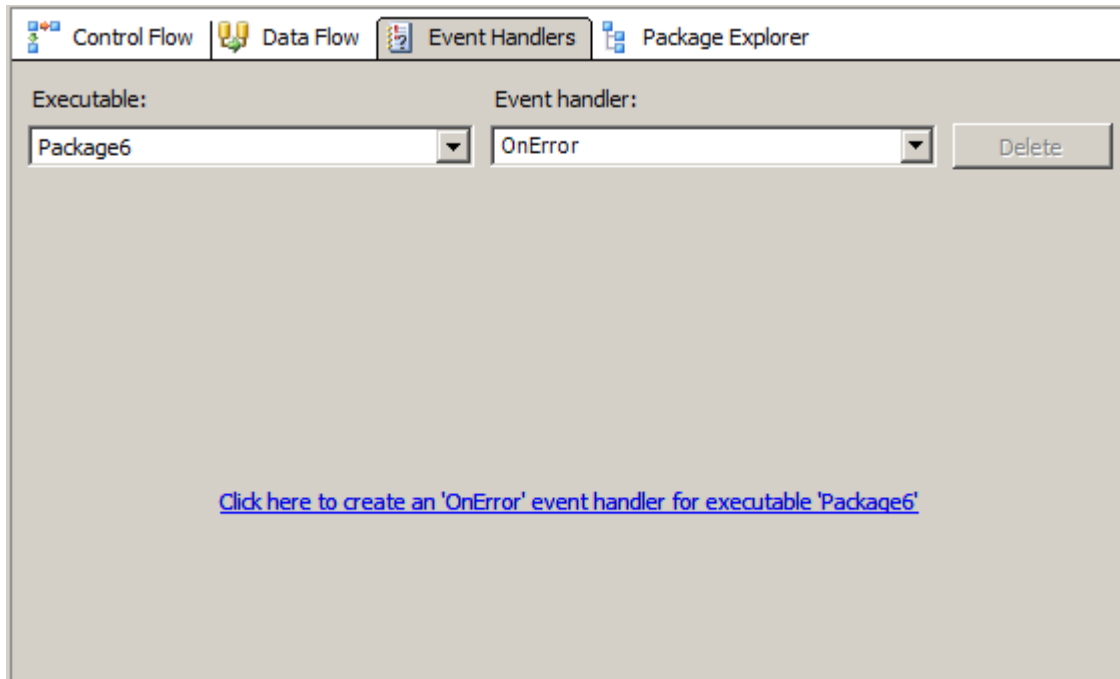 Control Flow Data Flow Event Handlers Package Explorer
Executable: Event handler:
Package6 OnError Delete
Click here to create an 'OnError' event handler for executable 'Package6'